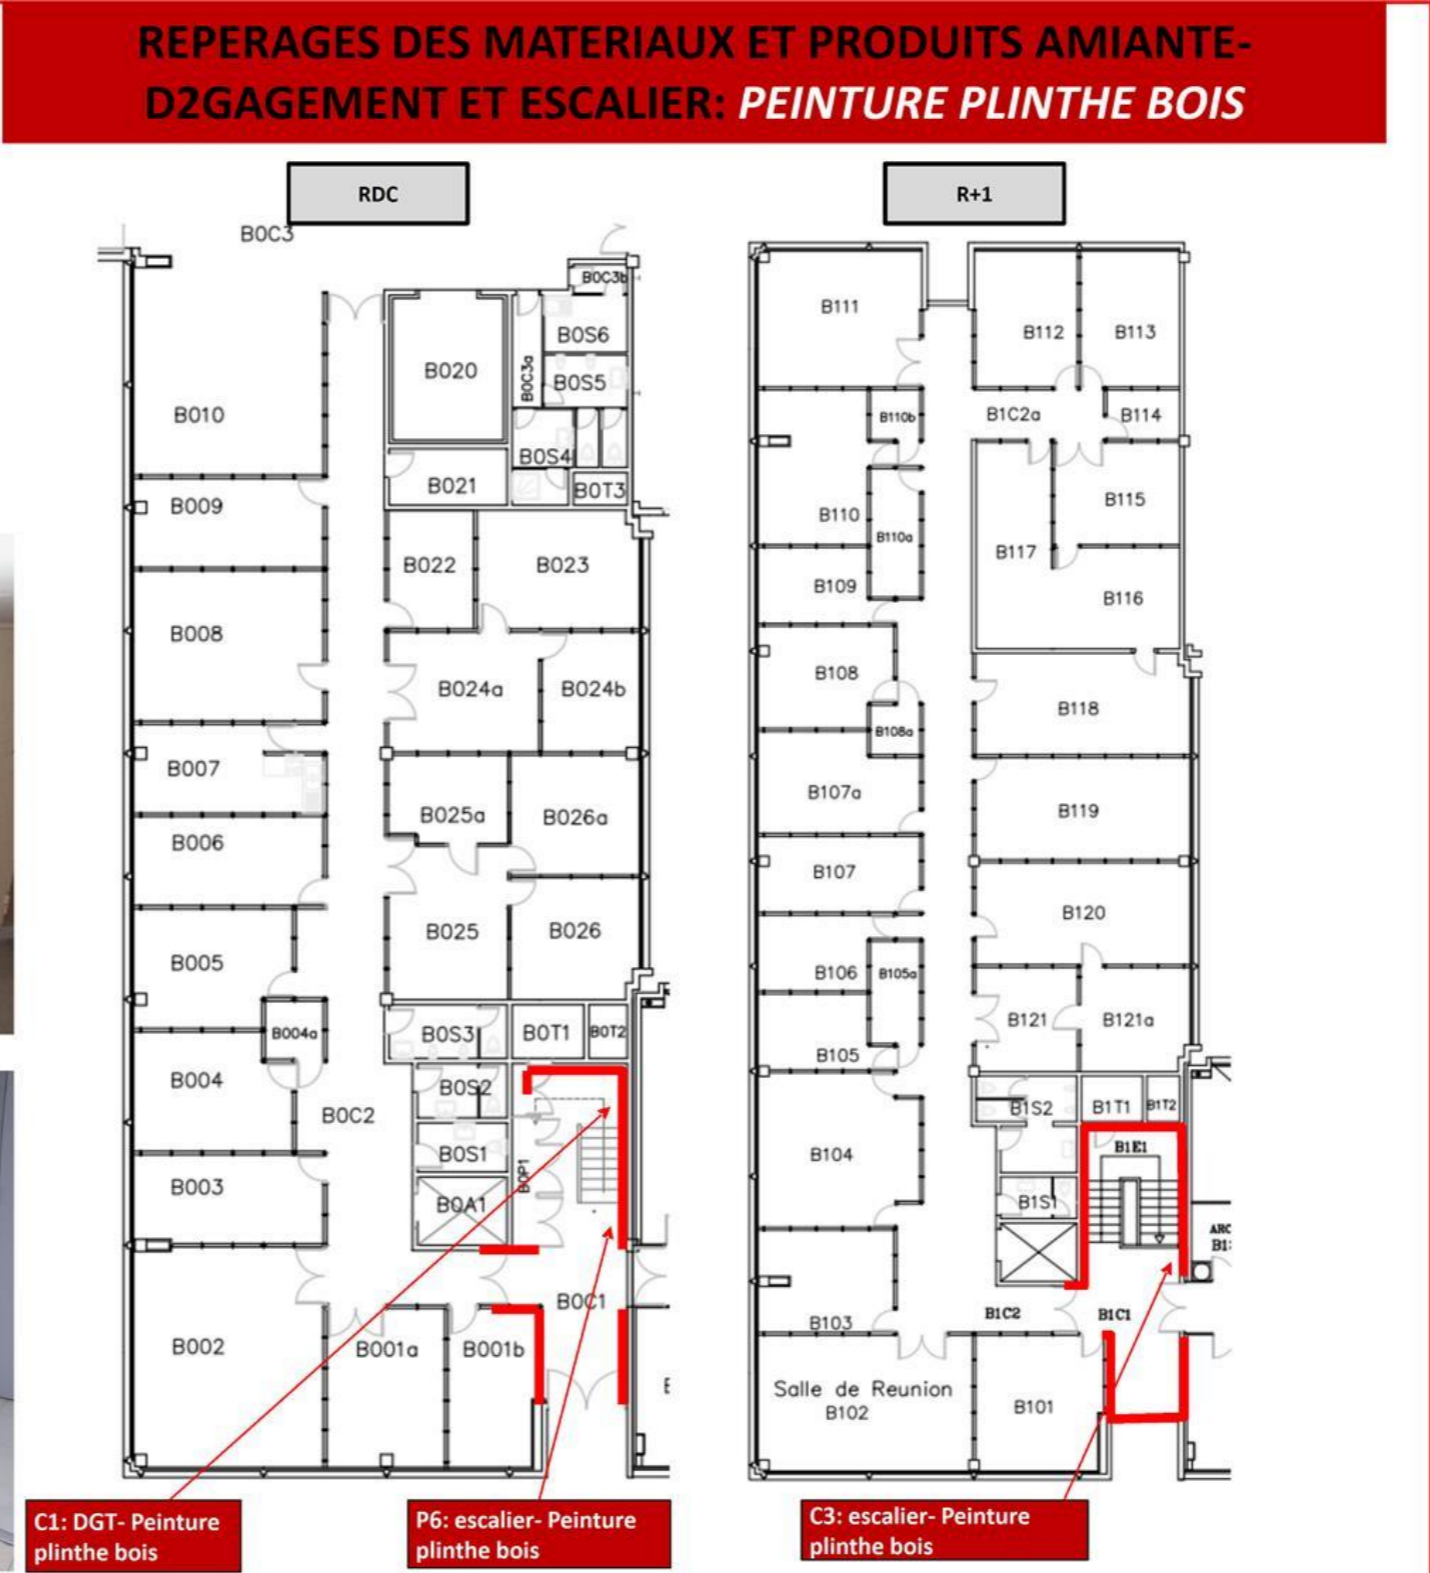 REPERAGES DES MATERIAUX ET PRODUITS AMIANTE-
D2GAGEMENT ET ESCALIER: PEINTURE PLINTHE BOIS
RDC
B0C3
B0C3b
B0S6
B0C3a
B020
B0S5
B010
B0S4
B021
B0T3
B009
B022
B023
B008
B024a
B024b
B007
B025a
B026a
B006
B025
B026
B005
B004a
B0S3
B0T1
B0T2
B004
B0S2
B0C2
B0S1
B0P1
B003
B0A1
B0C1
B002
B001a
B001b
E
C1: DGT- Peinture
plinthe bois
P6: escalier- Peinture
plinthe bois
R+1
B111
B112
B113
B110b
B1C2a
B114
B110
B110a
B115
B117
B109
B116
B108
B118
B108a
B107a
B119
B107
B120
B106
B105a
B121
B121a
B105
B1S2
B1T1
B1T2
B104
B1E1
B1S1
ARC
B1C2
B1C1
B103
Salle de Reunion
B102
B101
C3: escalier- Peinture
plinthe bois